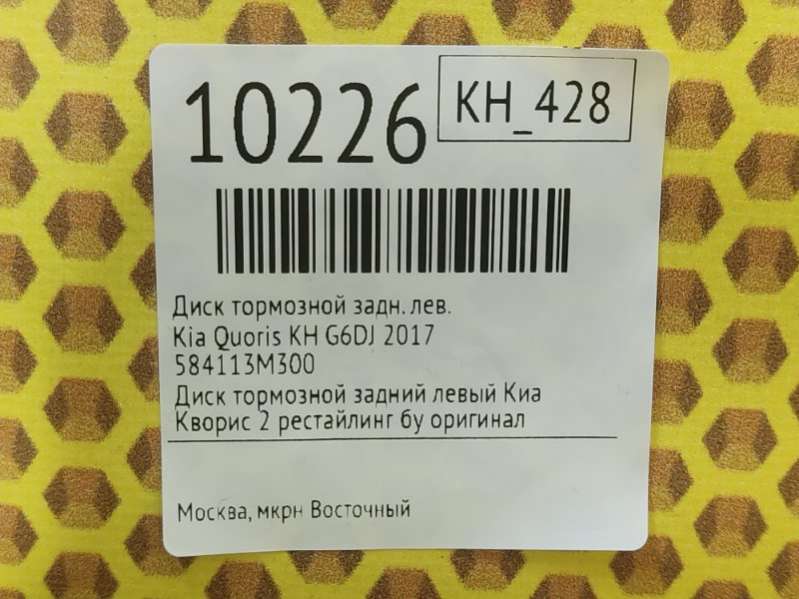 10226
KH_428
Диск тормозной задн. лев.
Kia Quoris KH G6DJ 2017
584113M300
Диск тормозной задний левый Киа
Кворис 2 рестайлинг бу оригинал
Москва, мкрн Восточный